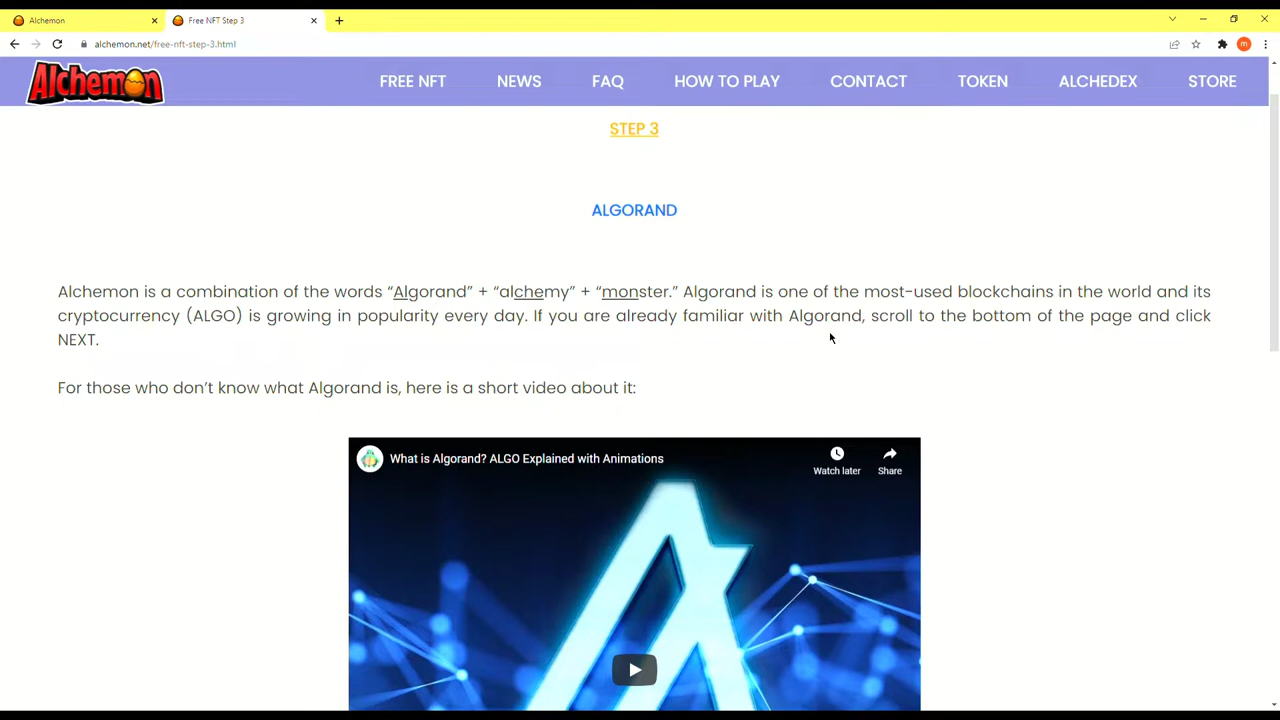 Alchemon
Free NFT Step 3
alchemon.net/free-nft-step-3.html
m
Alchemon
FREE NFT
NEWS
FAQ
HOW TO PLAY
CONTACT
TOKEN
ALCHEDEX
STORE
STEP 3
ALGORAND
Alchemon is a combination of the words “Algorand” + “alchemy” + “monster.” Algorand is one of the most-used blockchains in the world and its
cryptocurrency (ALGO) is growing in popularity every day. If you are already familiar with Algorand, scroll to the bottom of the page and click
NEXT.
For those who don’t know what Algorand is, here is a short video about it:
What is Algorand? ALGO Explained with Animations
Watch later
Share